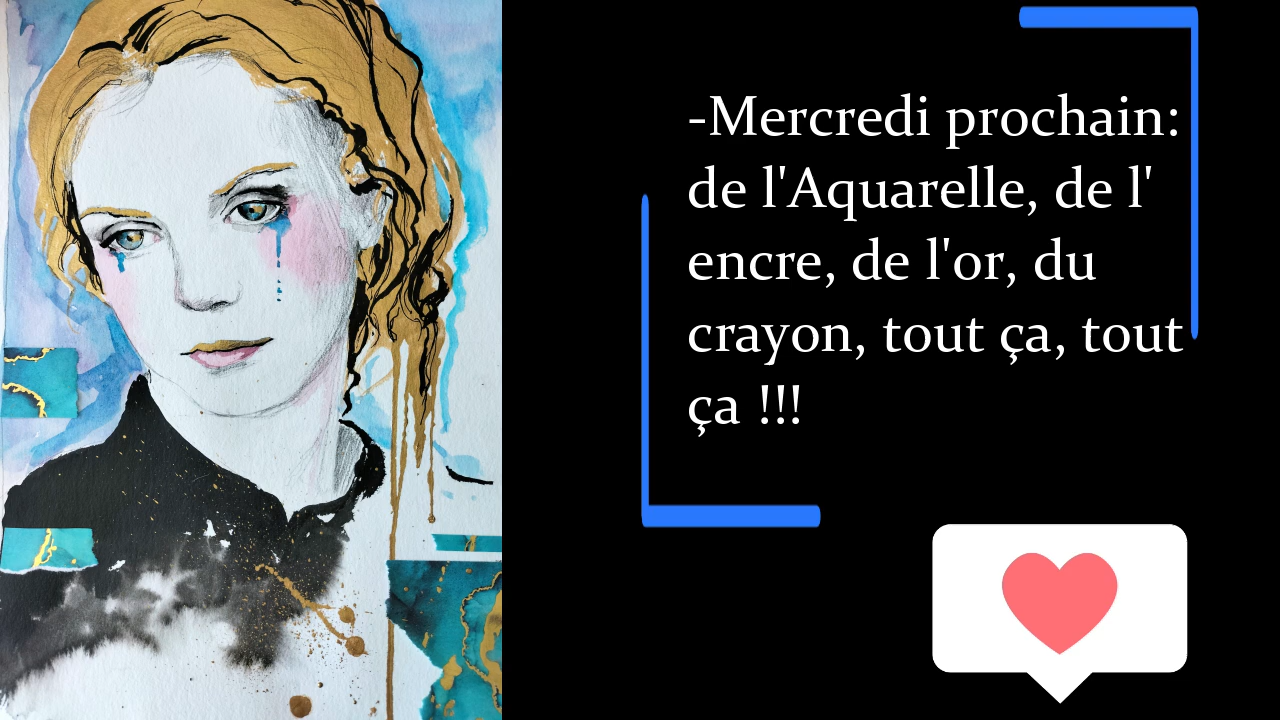 -Mercredi prochain:
de l'Aquarelle, de l'
encre, de l'or, du
crayon, tout ça, tout
ça !!!